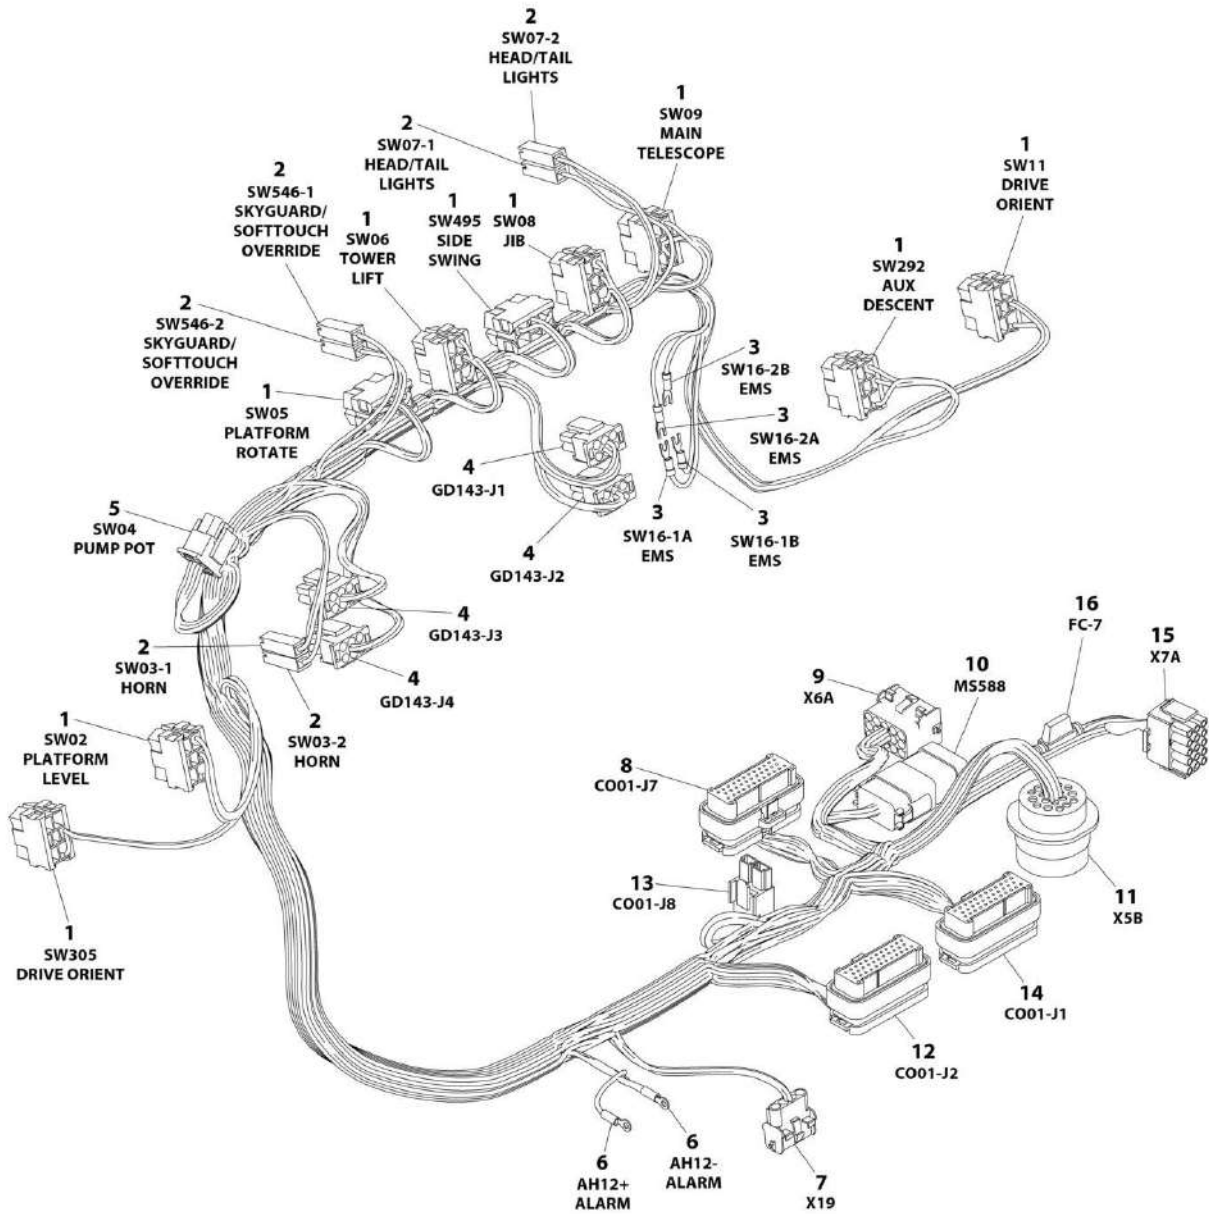 2
SW07-2
HEAD/TAIL
LIGHTS
1
SW09
MAIN
TELESCOPE
2
SW07-1
HEAD/TAIL
LIGHTS
1
SW11
DRIVE
ORIENT
2
SW546-1
SKYGUARD/
SOFTTOUCH
OVERRIDE
1
SW06
TOWER
LIFT
1
SW495
SIDE
SWING
1
SW08
JIB
1
SW292
AUX
DESCENT
2
SW546-2
SKYGUARD/
SOFTTOUCH
OVERRIDE
3
SW16-2B
EMS
1
SW05
PLATFORM
ROTATE
3
SW16-2A
EMS
4
GD143-J1
5
SW04
PUMP POT
4
GD143-J2
3
SW16-1A
EMS
3
SW16-1B
EMS
4
GD143-J3
2
SW03-1
HORN
4
GD143-J4
2
SW03-2
HORN
16
FC-7
15
X7A
10
MS588
9
X6A
1
SW02
PLATFORM
LEVEL
8
CO01-J7
13
CO01-J8
11
X5B
1
SW305
DRIVE ORIENT
14
CO01-J1
12
CO01-J2
6
AH12-
ALARM
6
AH12+
ALARM
7
X19